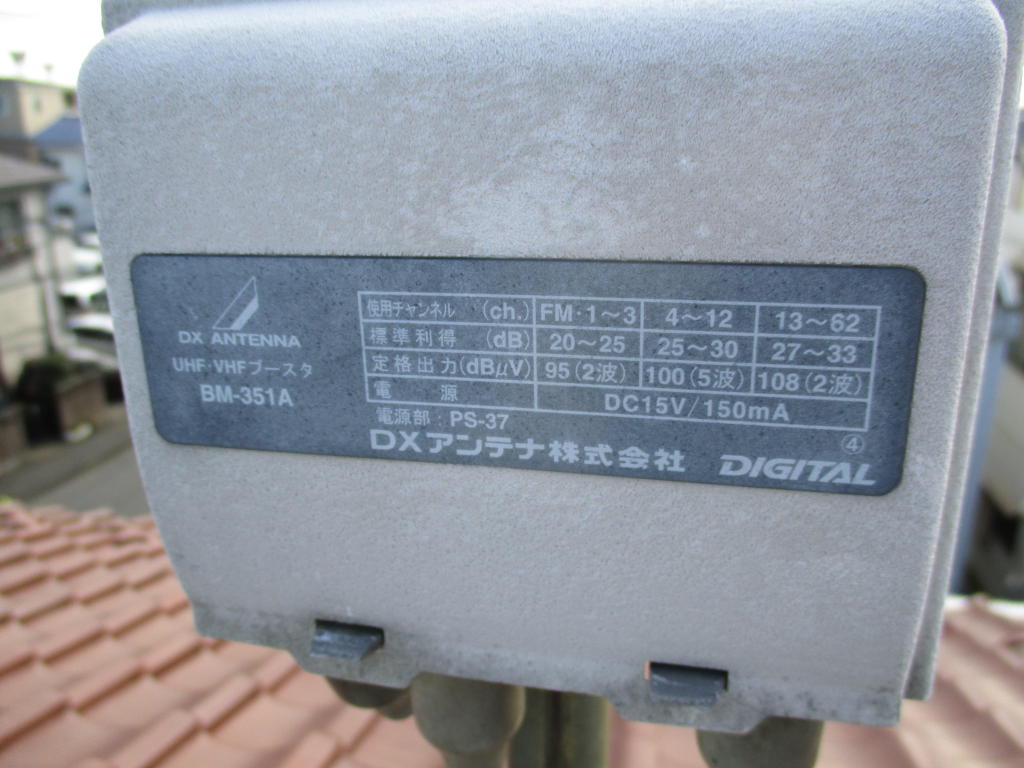 DX ANTENNA
UHF・VHFブースタ
BM-351A
使用チャンネル (ch.) FM・1〜3 4〜12 13〜62
標準利得 (dB) 20〜25 25〜30 27〜33
定格出力(dBμV) 95(2波) 100(5波) 108(2波)
電 源 DC15V/150mA
電源部:PS-37
④
DXアンテナ株式会社 DIGITAL